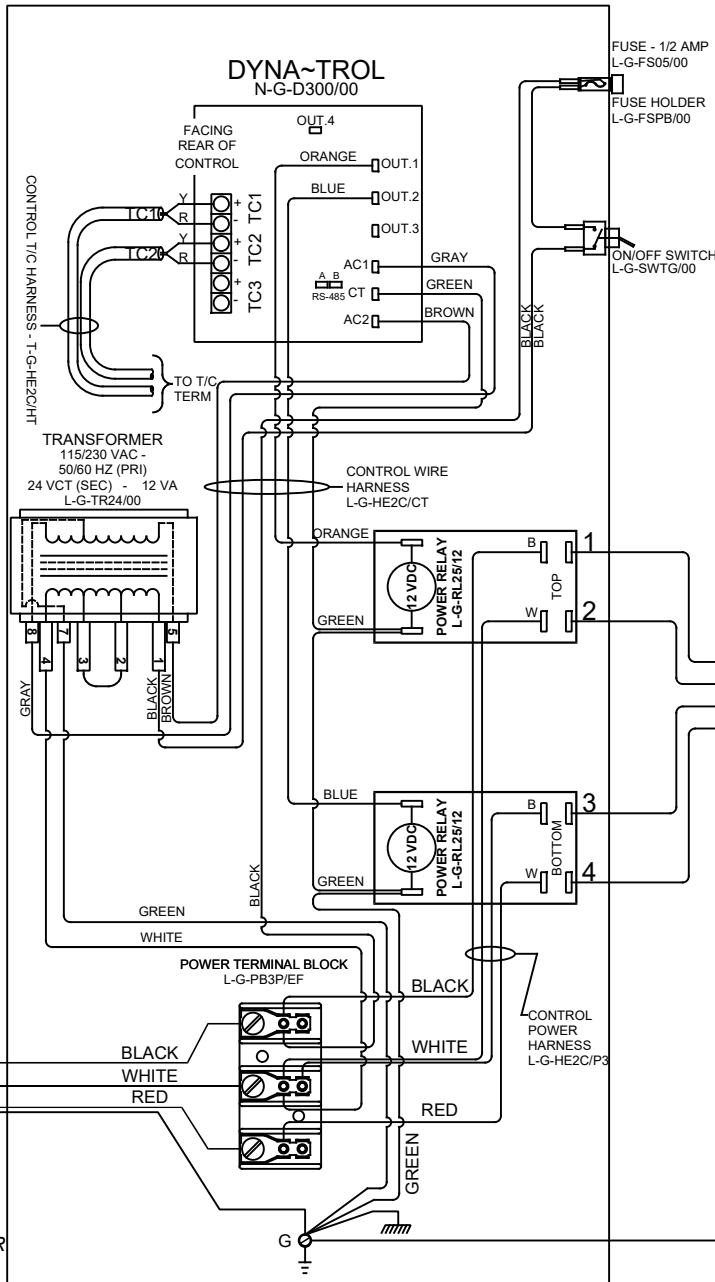 FUSE - 1/2 AMP
L-G-FS05/00
FUSE HOLDER
L-G-FSPB/00
DYNA~TROL
N-G-D300/00
OUT.4
FACING
REAR OF
CONTROL
ORANGE
OUT.1
BLUE
OUT.2
OUT.3
Y
R
Y
R
TC1
TC2
+
-
+
-
+
-
TC1
TC2
TC3
AC1
GRAY
A B
RS-485
CT
GREEN
AC2
BROWN
ON/OFF SWITCH
L-G-SWTG/00
BLACK
BLACK
CONTROL T/C HARNESS - T-G-HE2C/HT
TO T/C
TERM
TRANSFORMER
115/230 VAC -
50/60 HZ (PRI)
24 VCT (SEC) - 12 VA
L-G-TR24/00
CONTROL WIRE
HARNESS
L-G-HE2C/CT
ORANGE
12 VDC
GREEN
POWER RELAY
L-G-RL25/12
B
W
TOP
1
2
8
4
7
3
2
1
5
GRAY
BLACK
BROWN
BLUE
12 VDC
GREEN
POWER RELAY
L-G-RL25/12
B
W
BOTTOM
3
4
BLACK
GREEN
WHITE
POWER TERMINAL BLOCK
L-G-PB3P/EF
BLACK
WHITE
RED
CONTROL
POWER
HARNESS
L-G-HE2C/P3
BLACK
WHITE
RED
GREEN
G
R